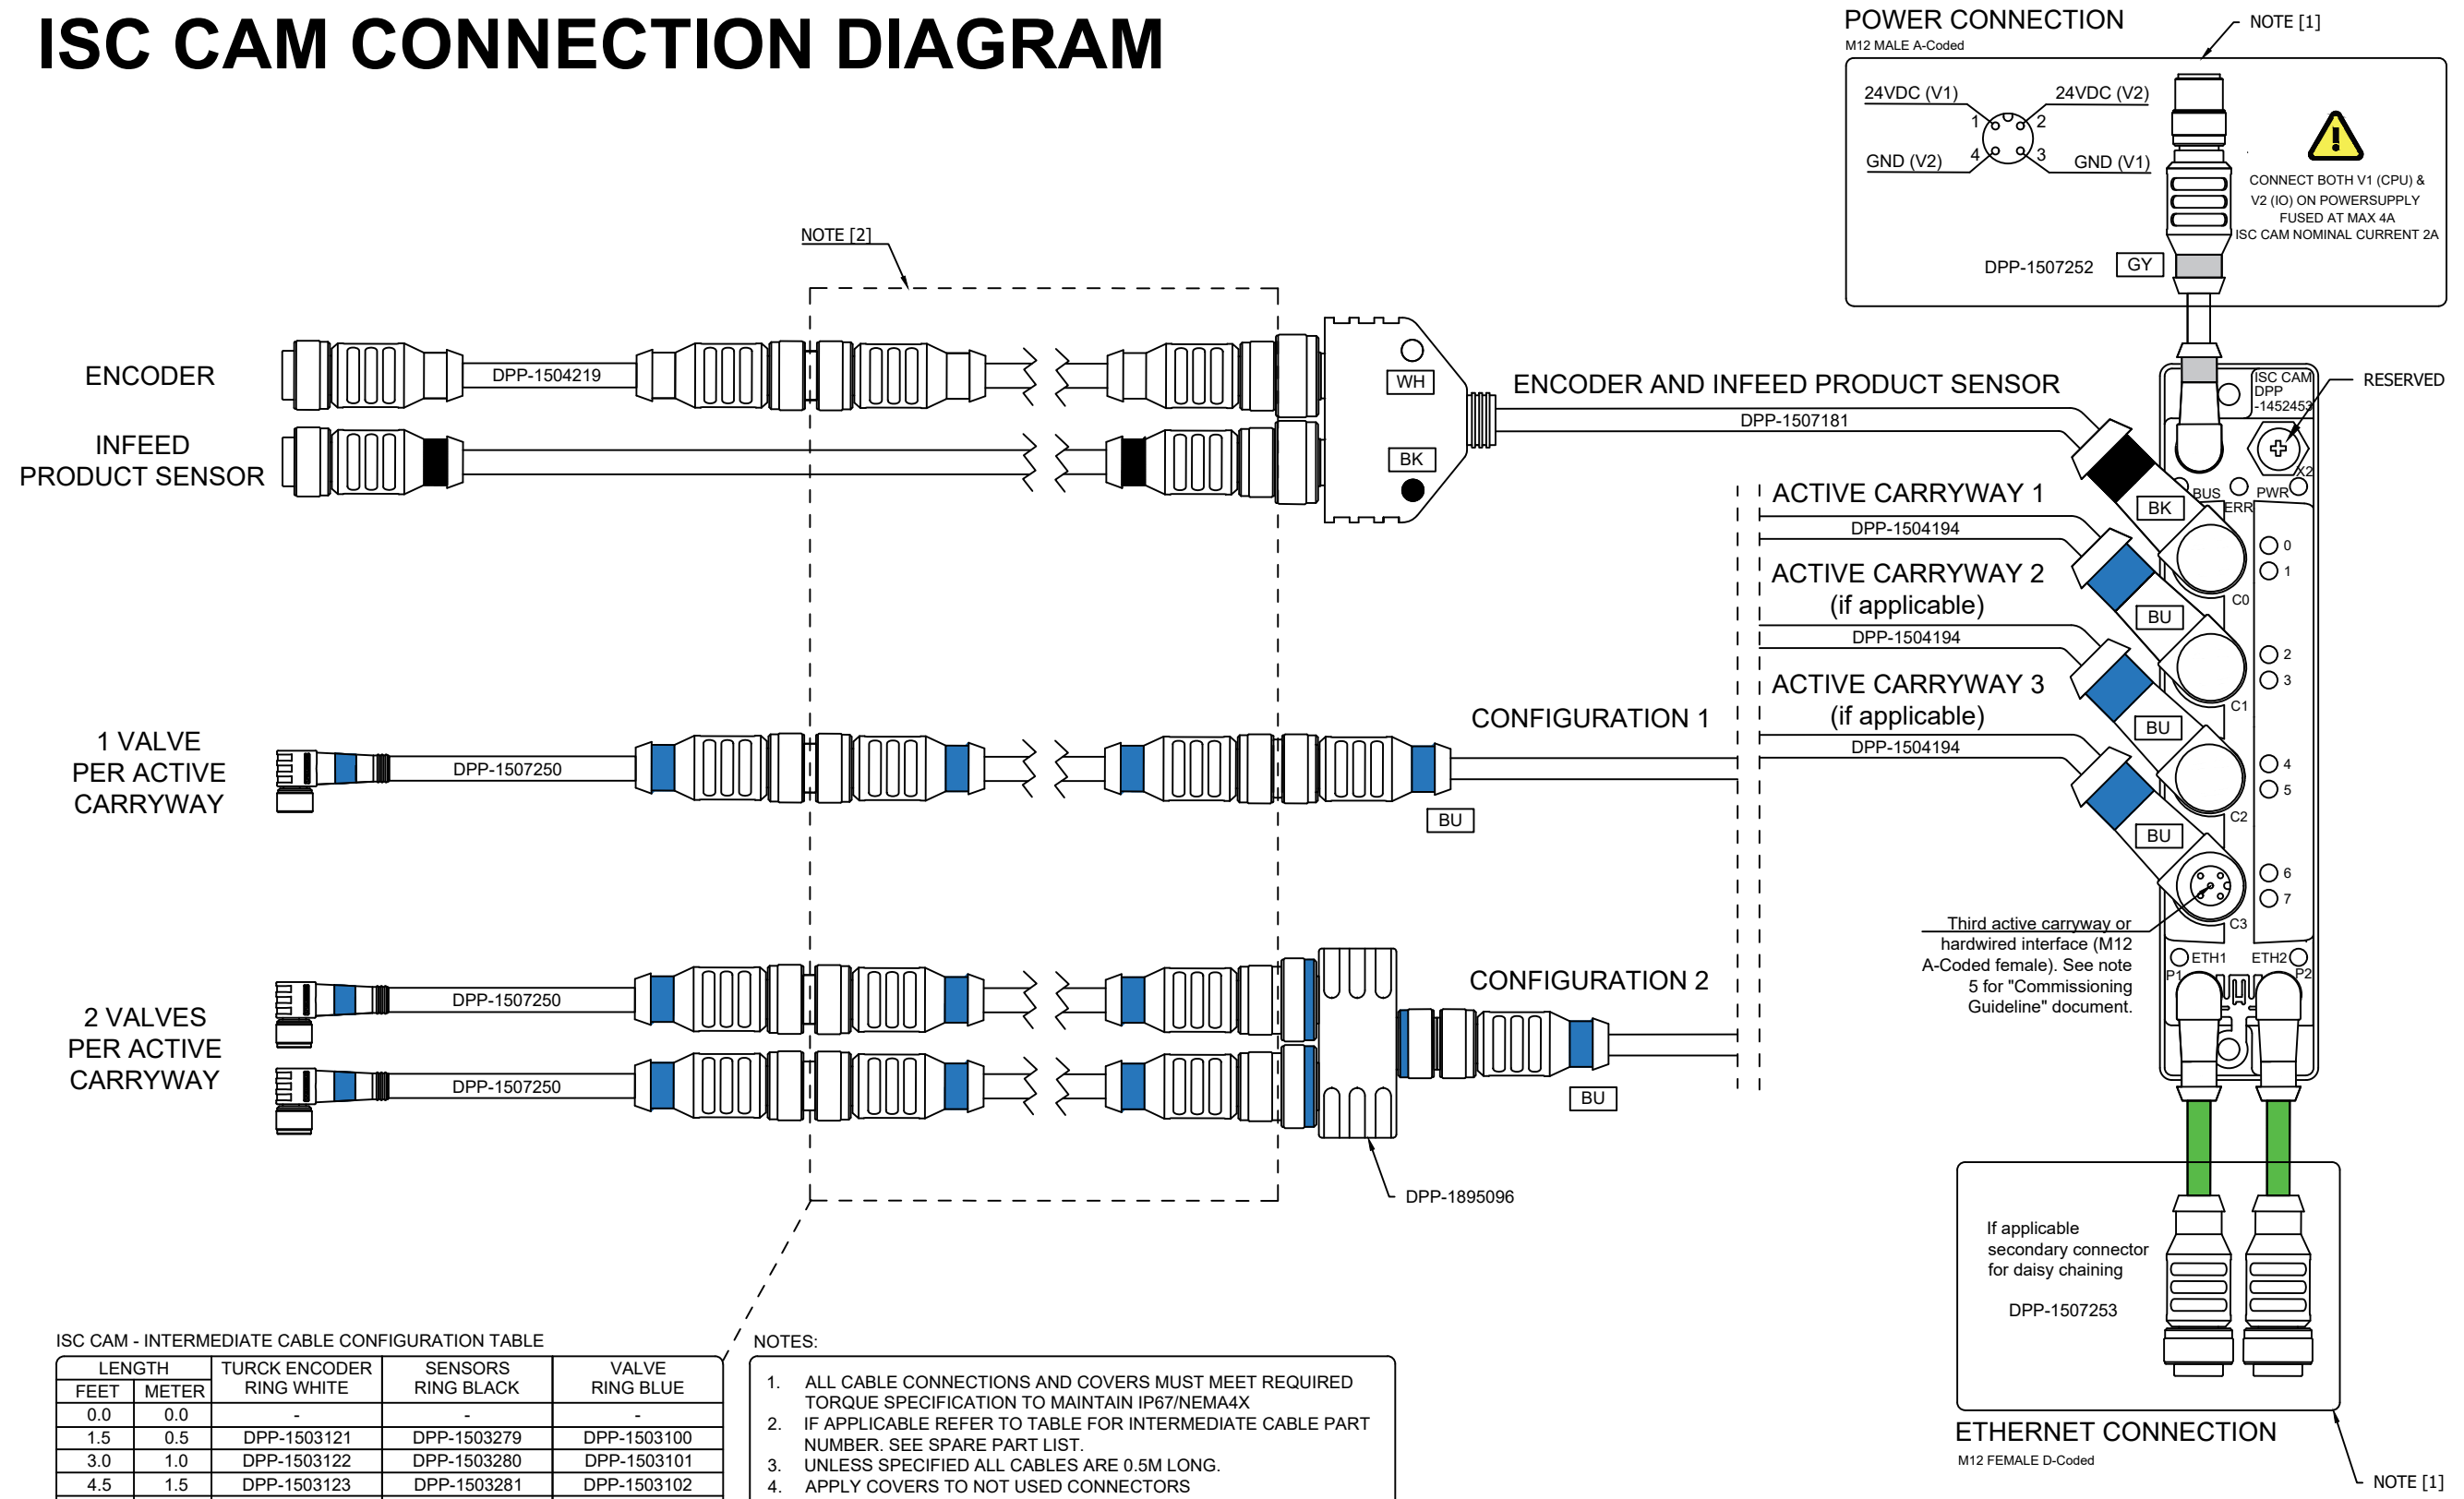 ISC CAM CONNECTION DIAGRAM
POWER CONNECTION
M12 MALE A-Coded
NOTE [1]
24VDC (V1)
24VDC (V2)
1
2
4
3
GND (V2)
GND (V1)
CONNECT BOTH V1 (CPU) &
V2 (IO) ON POWERSUPPLY
FUSED AT MAX 4A
ISC CAM NOMINAL CURRENT 2A
DPP-1507252
GY
NOTE [2]
ENCODER
DPP-1504219
WH
ENCODER AND INFEED PRODUCT SENSOR
DPP-1507181
ISC CAM
DPP
-1452453
RESERVED
INFEED
PRODUCT SENSOR
BK
X2
BUS
ERR
PWR
BK
ACTIVE CARRYWAY 1
DPP-1504194
0
1
C0
ACTIVE CARRYWAY 2
(if applicable)
DPP-1504194
BU
2
3
C1
ACTIVE CARRYWAY 3
(if applicable)
DPP-1504194
BU
4
5
C2
BU
6
7
C3
1 VALVE
PER ACTIVE
CARRYWAY
DPP-1507250
CONFIGURATION 1
BU
Third active carryway or
hardwired interface (M12
A-Coded female). See note
5 for "Commissioning
Guideline" document.
ETH1
ETH2
P1
P2
2 VALVES
PER ACTIVE
CARRYWAY
DPP-1507250
DPP-1507250
CONFIGURATION 2
BU
DPP-1895096
If applicable
secondary connector
for daisy chaining
DPP-1507253
ETHERNET CONNECTION
M12 FEMALE D-Coded
NOTE [1]
ISC CAM - INTERMEDIATE CABLE CONFIGURATION TABLE
LENGTH TURCK ENCODER SENSORS VALVE
FEET METER RING WHITE RING BLACK RING BLUE
0.0 0.0 - - -
1.5 0.5 DPP-1503121 DPP-1503279 DPP-1503100
3.0 1.0 DPP-1503122 DPP-1503280 DPP-1503101
4.5 1.5 DPP-1503123 DPP-1503281 DPP-1503102
NOTES:
1. ALL CABLE CONNECTIONS AND COVERS MUST MEET REQUIRED
TORQUE SPECIFICATION TO MAINTAIN IP67/NEMA4X
2. IF APPLICABLE REFER TO TABLE FOR INTERMEDIATE CABLE PART
NUMBER. SEE SPARE PART LIST.
3. UNLESS SPECIFIED ALL CABLES ARE 0.5M LONG.
4. APPLY COVERS TO NOT USED CONNECTORS